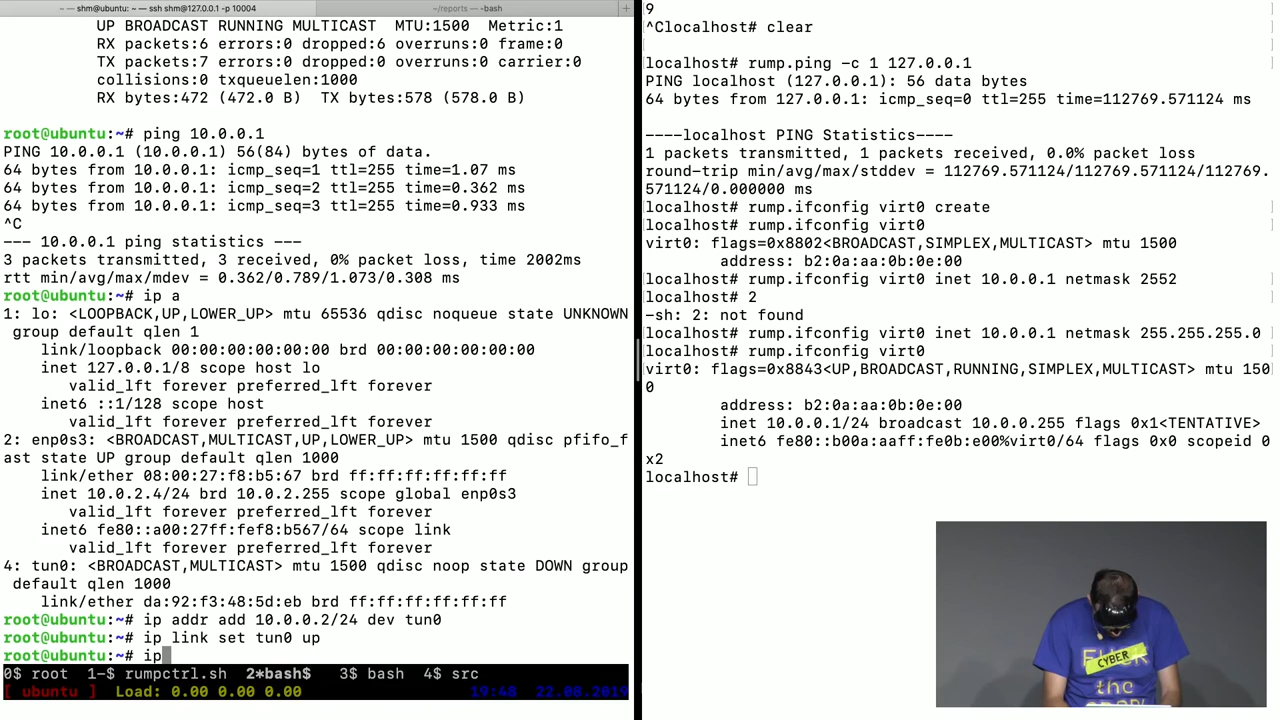 ~ — shm@ubuntu: ~ — ssh shm@127.0.0.1 -p 10004
~/reports — -bash
UP BROADCAST RUNNING MULTICAST  MTU:1500  Metric:1
RX packets:6 errors:0 dropped:6 overruns:0 frame:0
TX packets:7 errors:0 dropped:0 overruns:0 carrier:0
collisions:0 txqueuelen:1000
RX bytes:472 (472.0 B)  TX bytes:578 (578.0 B)
root@ubuntu:~# ping 10.0.0.1
PING 10.0.0.1 (10.0.0.1) 56(84) bytes of data.
64 bytes from 10.0.0.1: icmp_seq=1 ttl=255 time=1.07 ms
64 bytes from 10.0.0.1: icmp_seq=2 ttl=255 time=0.362 ms
64 bytes from 10.0.0.1: icmp_seq=3 ttl=255 time=0.933 ms
^C
--- 10.0.0.1 ping statistics ---
3 packets transmitted, 3 received, 0% packet loss, time 2002ms
rtt min/avg/max/mdev = 0.362/0.789/1.073/0.308 ms
root@ubuntu:~# ip a
1: lo: <LOOPBACK,UP,LOWER_UP> mtu 65536 qdisc noqueue state UNKNOWN
group default qlen 1
link/loopback 00:00:00:00:00:00 brd 00:00:00:00:00:00
inet 127.0.0.1/8 scope host lo
valid_lft forever preferred_lft forever
inet6 ::1/128 scope host
valid_lft forever preferred_lft forever
2: enp0s3: <BROADCAST,MULTICAST,UP,LOWER_UP> mtu 1500 qdisc pfifo_f
ast state UP group default qlen 1000
link/ether 08:00:27:f8:b5:67 brd ff:ff:ff:ff:ff:ff
inet 10.0.2.4/24 brd 10.0.2.255 scope global enp0s3
valid_lft forever preferred_lft forever
inet6 fe80::a00:27ff:fef8:b567/64 scope link
valid_lft forever preferred_lft forever
4: tun0: <BROADCAST,MULTICAST> mtu 1500 qdisc noop state DOWN group
default qlen 1000
link/ether da:92:f3:48:5d:eb brd ff:ff:ff:ff:ff:ff
root@ubuntu:~# ip addr add 10.0.0.2/24 dev tun0
root@ubuntu:~# ip link set tun0 up
root@ubuntu:~# ip
0$ root  1-$ rumpctrl.sh  2*bash$  3$ bash  4$ src
[ ubuntu ]  Load: 0.00 0.00 0.00  19:48  22.08.2019
9
^Clocalhost# clear
localhost# rump.ping -c 1 127.0.0.1
PING localhost (127.0.0.1): 56 data bytes
64 bytes from 127.0.0.1: icmp_seq=0 ttl=255 time=112769.571124 ms
----localhost PING Statistics----
1 packets transmitted, 1 packets received, 0.0% packet loss
round-trip min/avg/max/stddev = 112769.571124/112769.571124/112769.
571124/0.000000 ms
localhost# rump.ifconfig virt0 create
localhost# rump.ifconfig virt0
virt0: flags=0x8802<BROADCAST,SIMPLEX,MULTICAST> mtu 1500
address: b2:0a:aa:0b:0e:00
localhost# rump.ifconfig virt0 inet 10.0.0.1 netmask 2552
localhost# 2
-sh: 2: not found
localhost# rump.ifconfig virt0 inet 10.0.0.1 netmask 255.255.255.0
localhost# rump.ifconfig virt0
virt0: flags=0x8843<UP,BROADCAST,RUNNING,SIMPLEX,MULTICAST> mtu 150
0
address: b2:0a:aa:0b:0e:00
inet 10.0.0.1/24 broadcast 10.0.0.255 flags 0x1<TENTATIVE>
inet6 fe80::b00a:aaff:fe0b:e00%virt0/64 flags 0x0 scopeid 0
x2
localhost#
CYBER
the